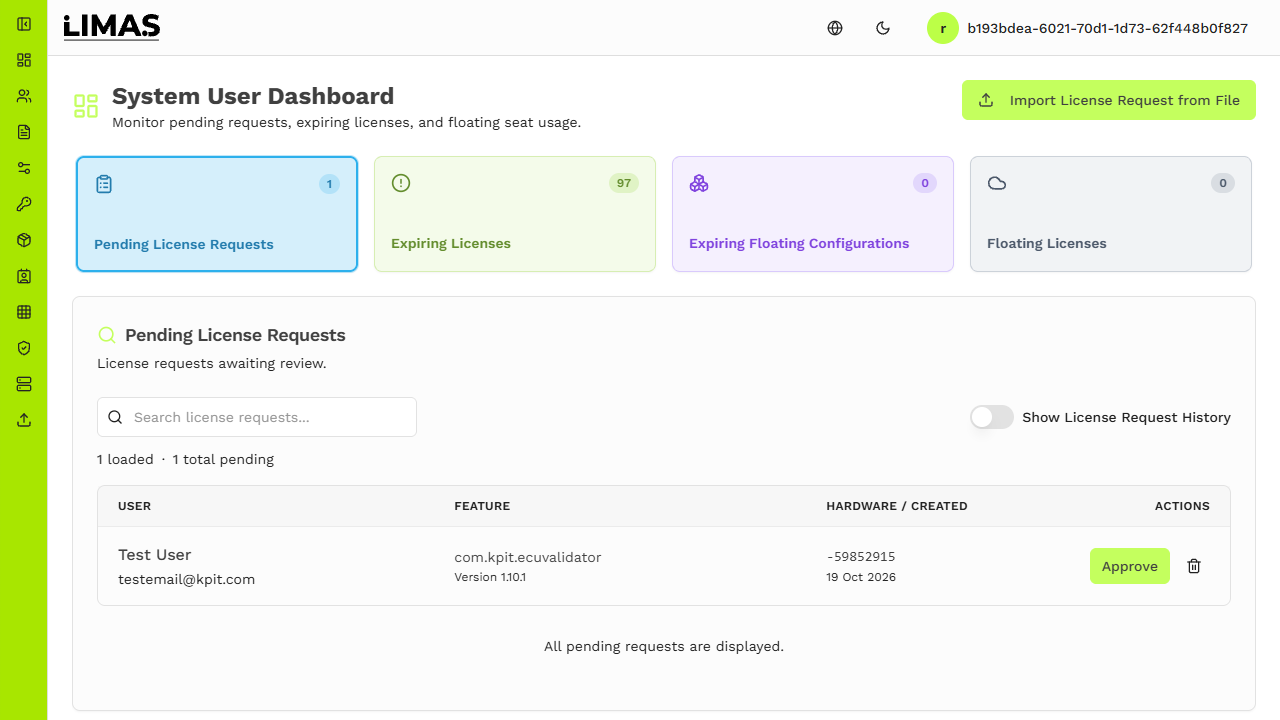 LIMAS
r
b193bdea-6021-70d1-1d73-62f448b0f827
System User Dashboard
Monitor pending requests, expiring licenses, and floating seat usage.
Import License Request from File
1
Pending License Requests
97
Expiring Licenses
0
Expiring Floating Configurations
0
Floating Licenses
Pending License Requests
License requests awaiting review.
Search license requests...
Show License Request History
1 loaded · 1 total pending
USER FEATURE HARDWARE / CREATED ACTIONS
Test User com.kpit.ecuvalidator -59852915 Approve
testemail@kpit.com Version 1.10.1 19 Oct 2026
All pending requests are displayed.